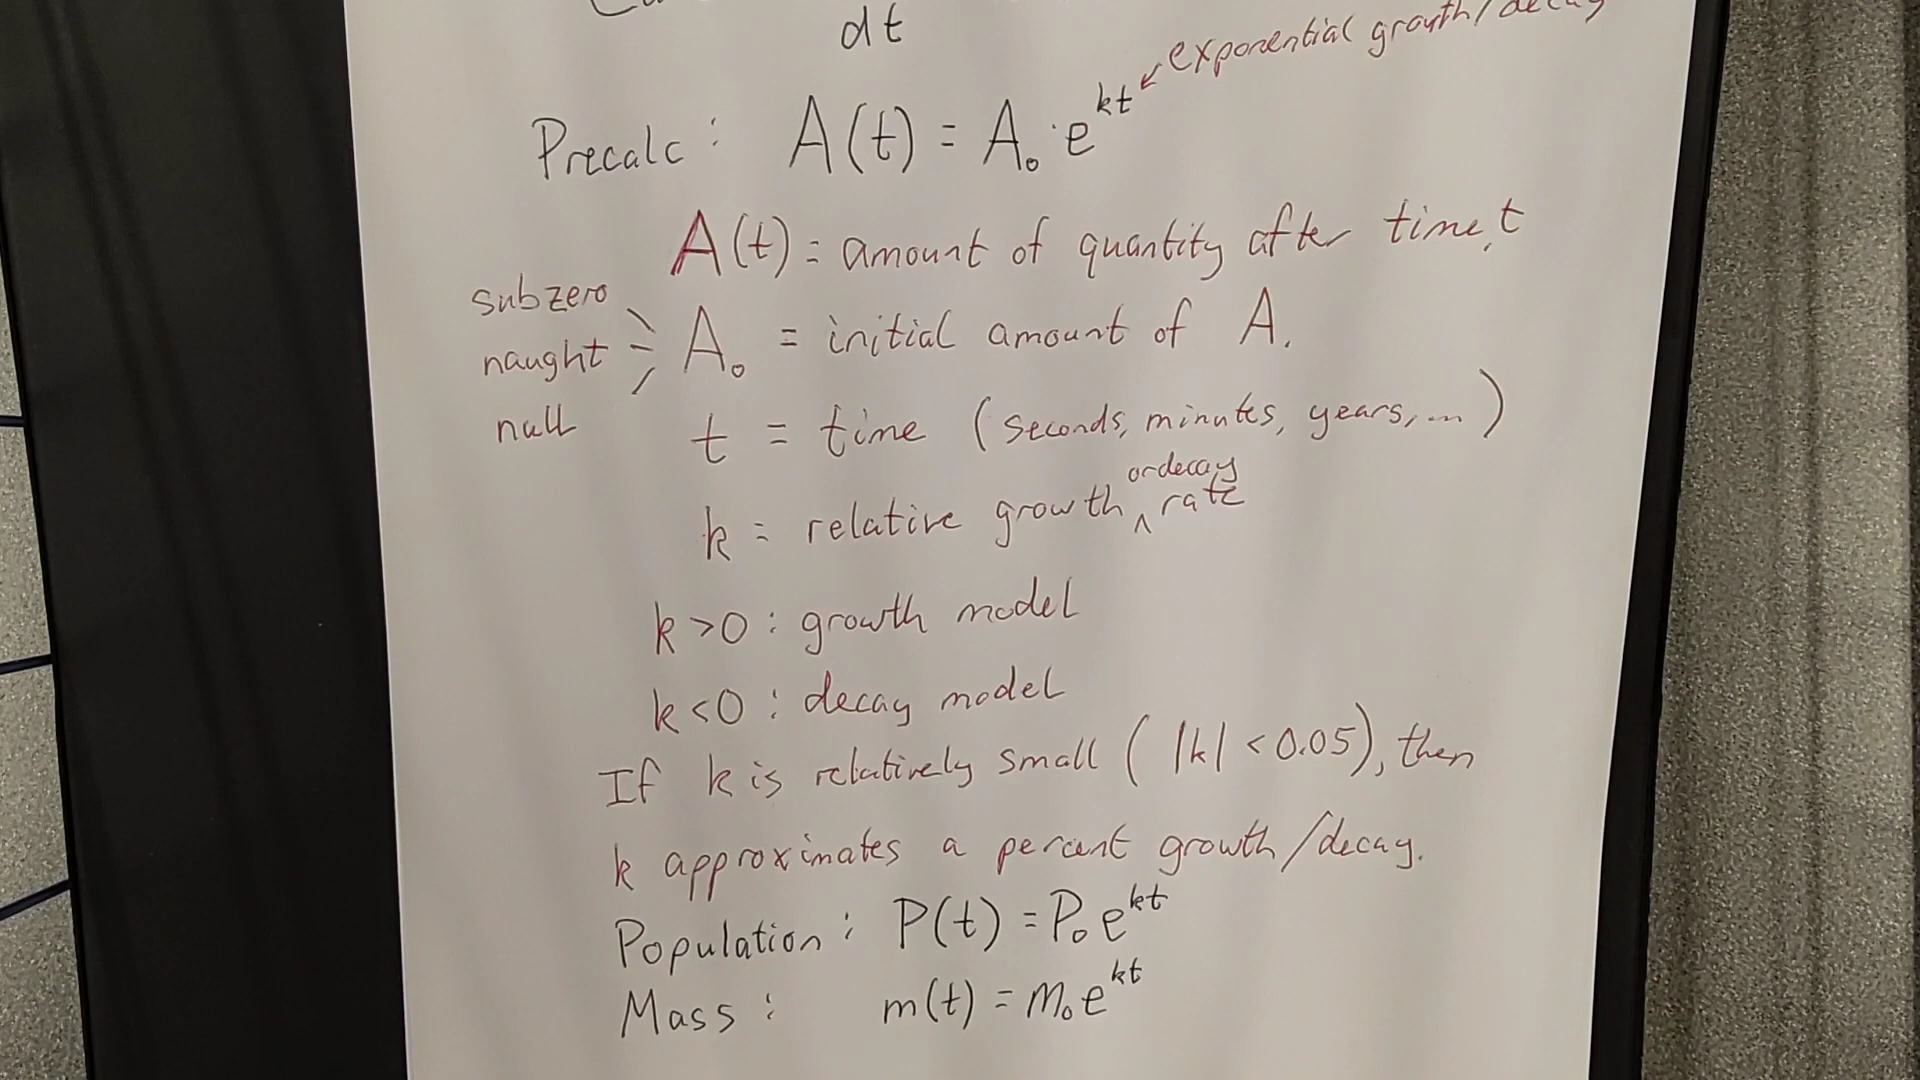 dt
exponential growth/decay
Precalc: A(t) = A₀·e^kt
A(t) = amount of quantity after time, t
subzero
naught
null
A₀ = initial amount of A.
t = time (seconds, minutes, years, ...)
or decay
k = relative growth ^ rate
k > 0 : growth model
k < 0 : decay model
If k is relatively small ( |k| < 0.05), then
k approximates a percent growth/decay.
Population: P(t) = P₀e^kt
Mass: m(t) = m₀e^kt